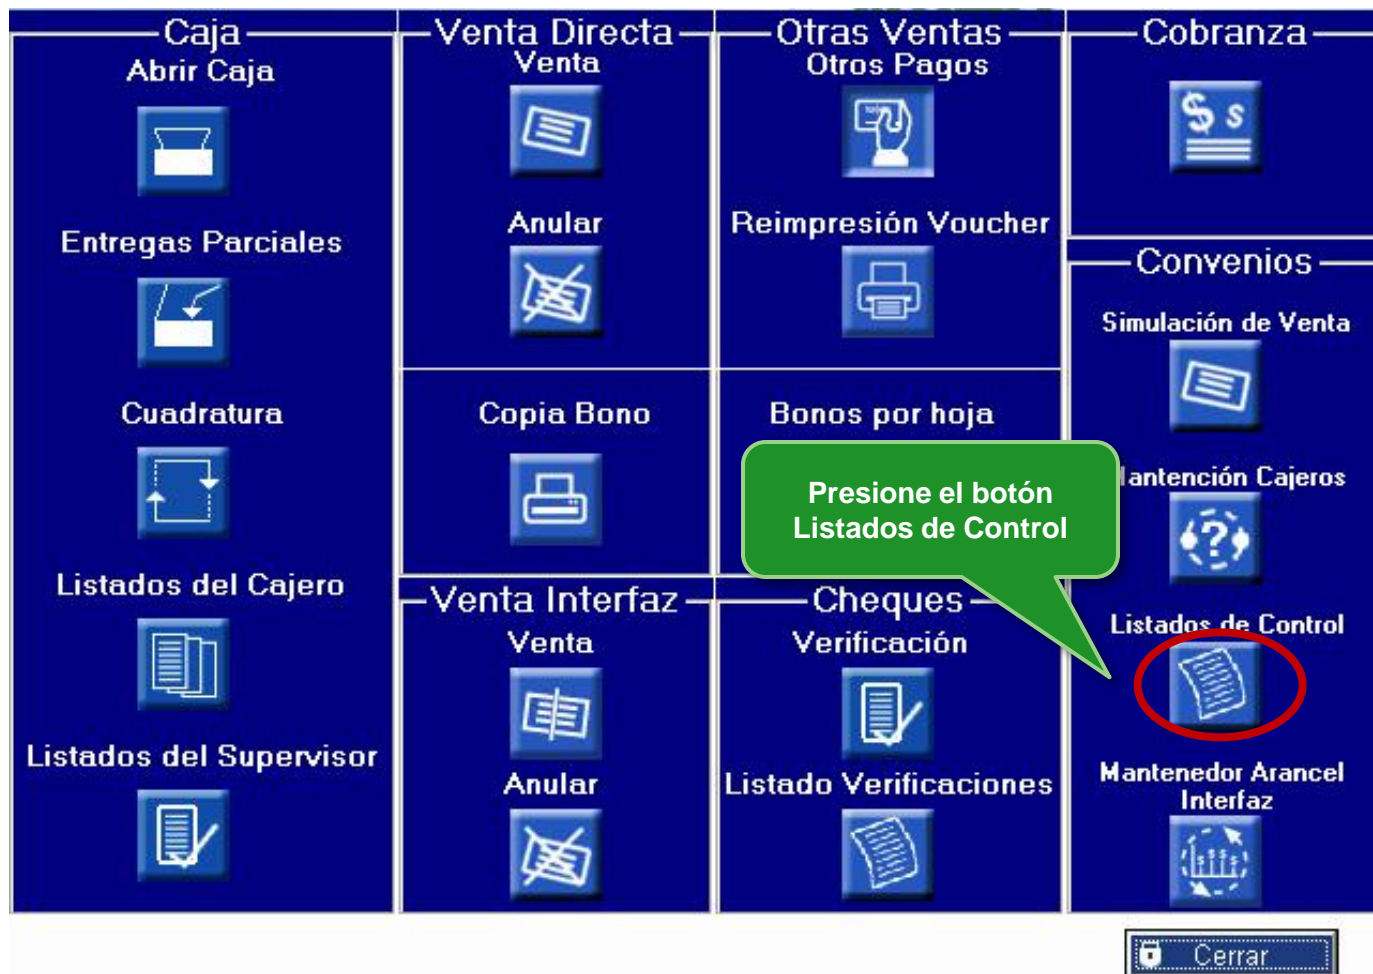 Caja
Abrir Caja
Entregas Parciales
Cuadratura
Listados del Cajero
Listados del Supervisor
Venta Directa
Venta
Anular
Copia Bono
Venta Interfaz
Venta
Anular
Otras Ventas
Otros Pagos
Reimpresión Voucher
Bonos por hoja
Presione el botón
Listados de Control
Cheques
Verificación
Listado Verificaciones
Cobranza
$ s
Convenios
Simulación de Venta
antención Cajeros
?
Listados de Control
Mantenedor Arancel
Interfaz
Cerrar